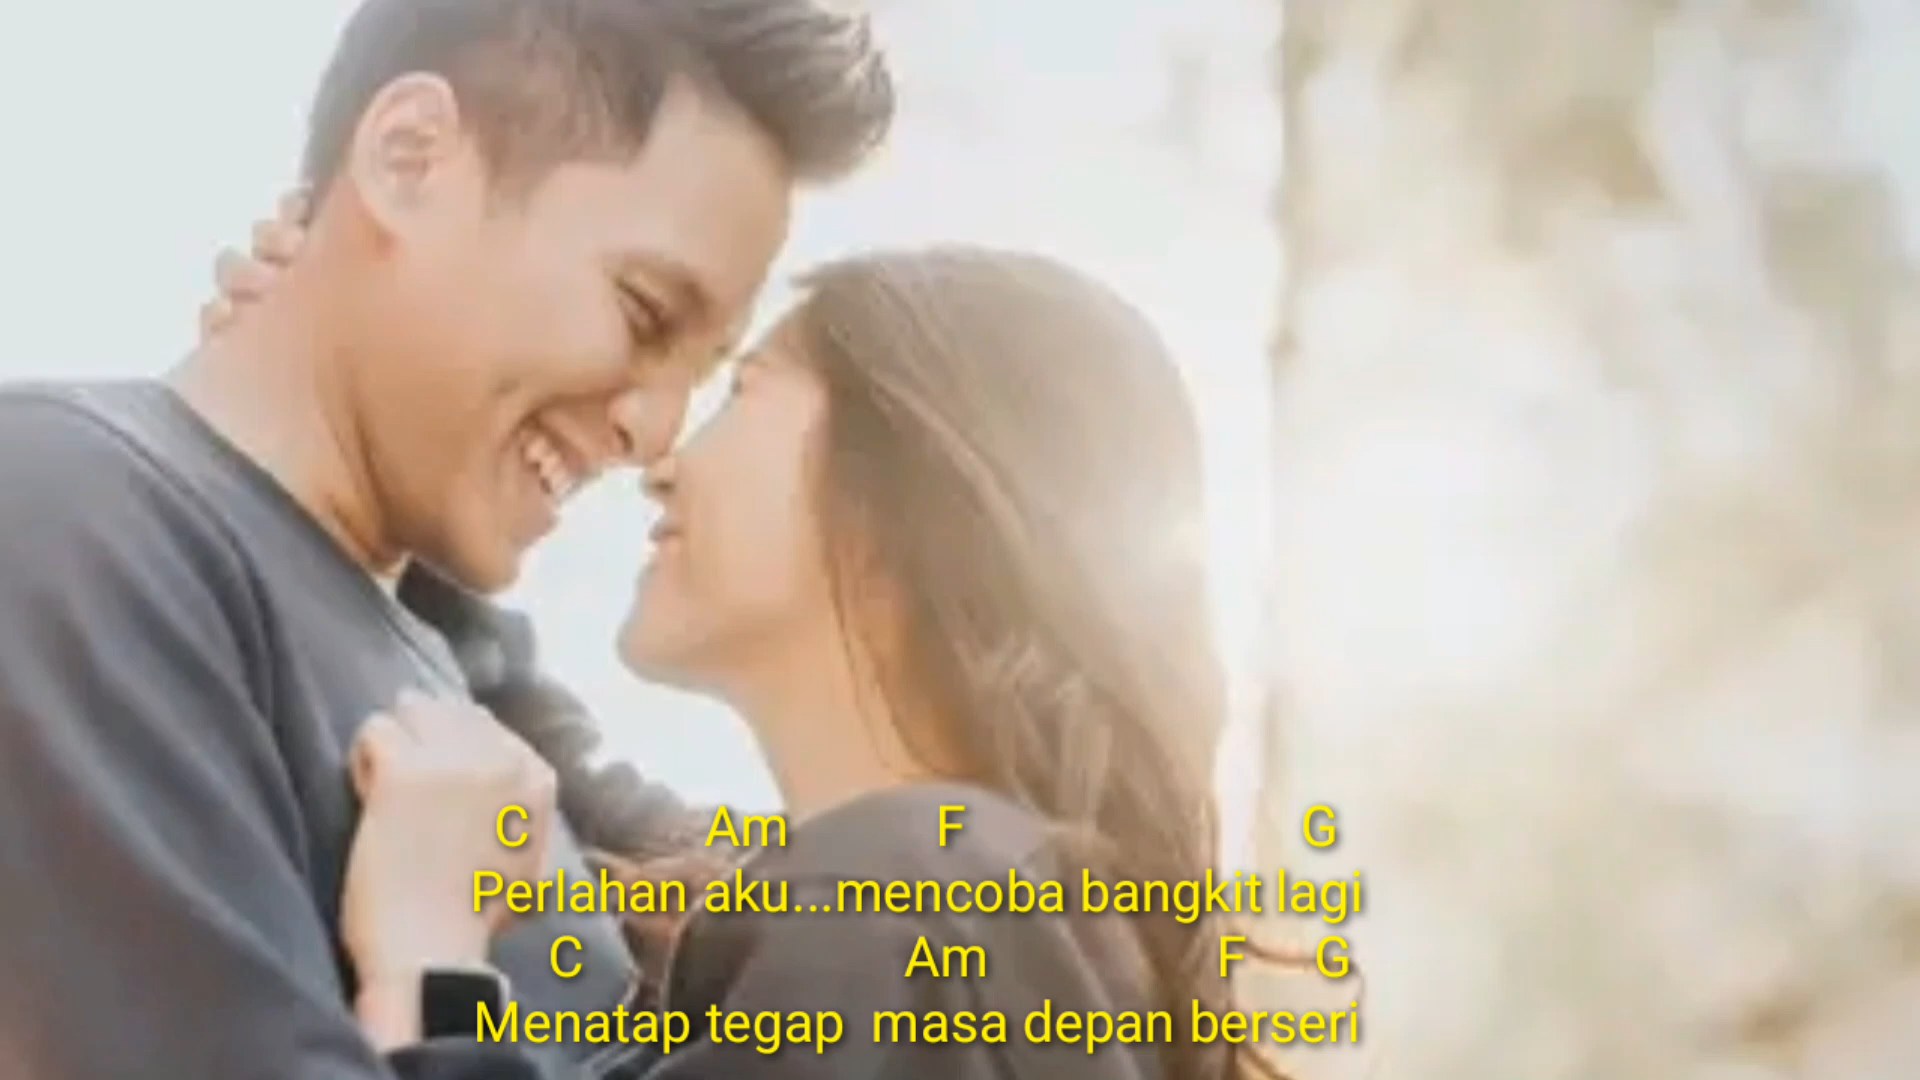 C Am F G
Perlahan aku...mencoba bangkit lagi
C Am F G
Menatap tegap masa depan berseri